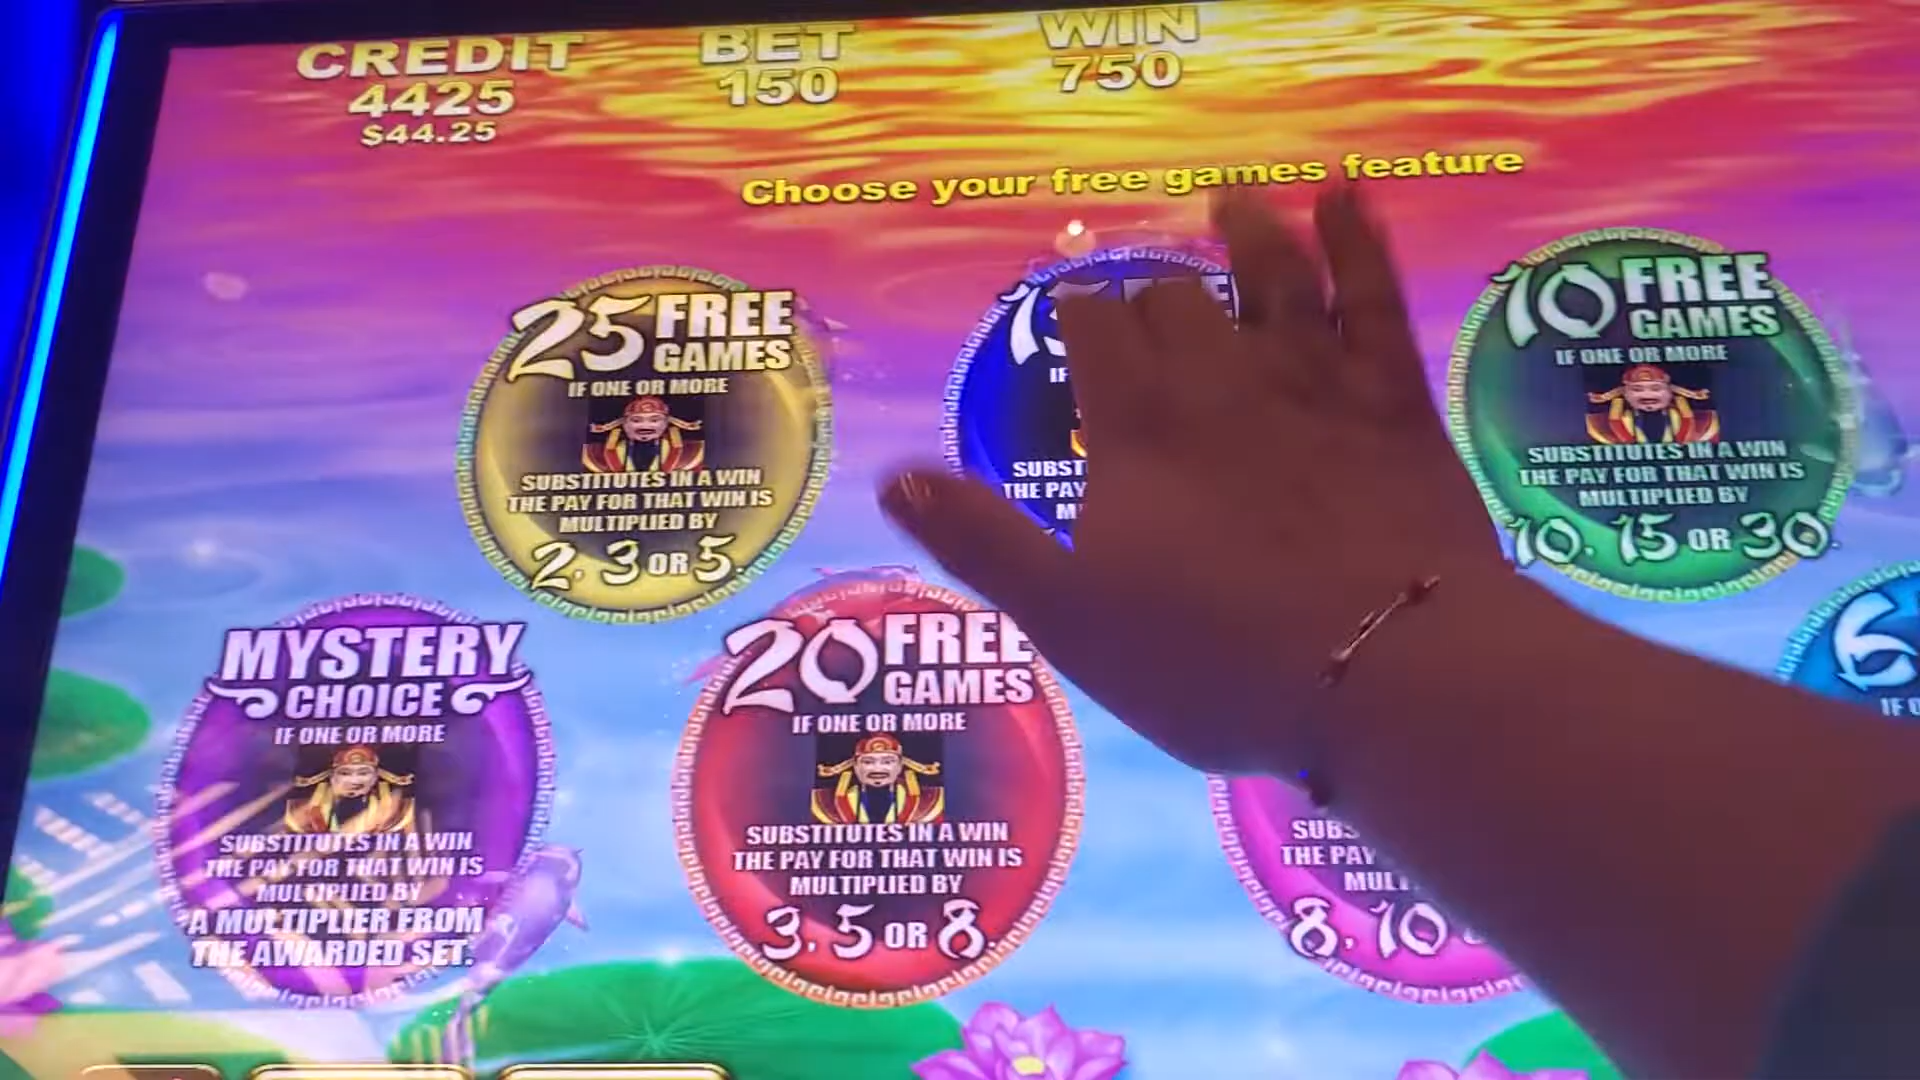 CREDIT
4425
$44.25
BET
150
WIN
750
Choose your free games feature
25 FREE
GAMES
IF ONE OR MORE
SUBSTITUTES IN A WIN
THE PAY FOR THAT WIN IS
MULTIPLIED BY
2, 3 OR 5.
THE PAY
10 FREE
GAMES
IF ONE OR MORE
SUBSTITUTES IN A WIN
THE PAY FOR THAT WIN IS
MULTIPLIED BY
10, 15 OR 30.
MYSTERY
CHOICE
IF ONE OR MORE
SUBSTITUTES IN A WIN
THE PAY FOR THAT WIN IS
MULTIPLIED BY
A MULTIPLIER FROM
THE AWARDED SET.
20 FREE
GAMES
IF ONE OR MORE
SUBSTITUTES IN A WIN
THE PAY FOR THAT WIN IS
MULTIPLIED BY
3, 5 OR 8.
THE PAY
8, 10
6
IF